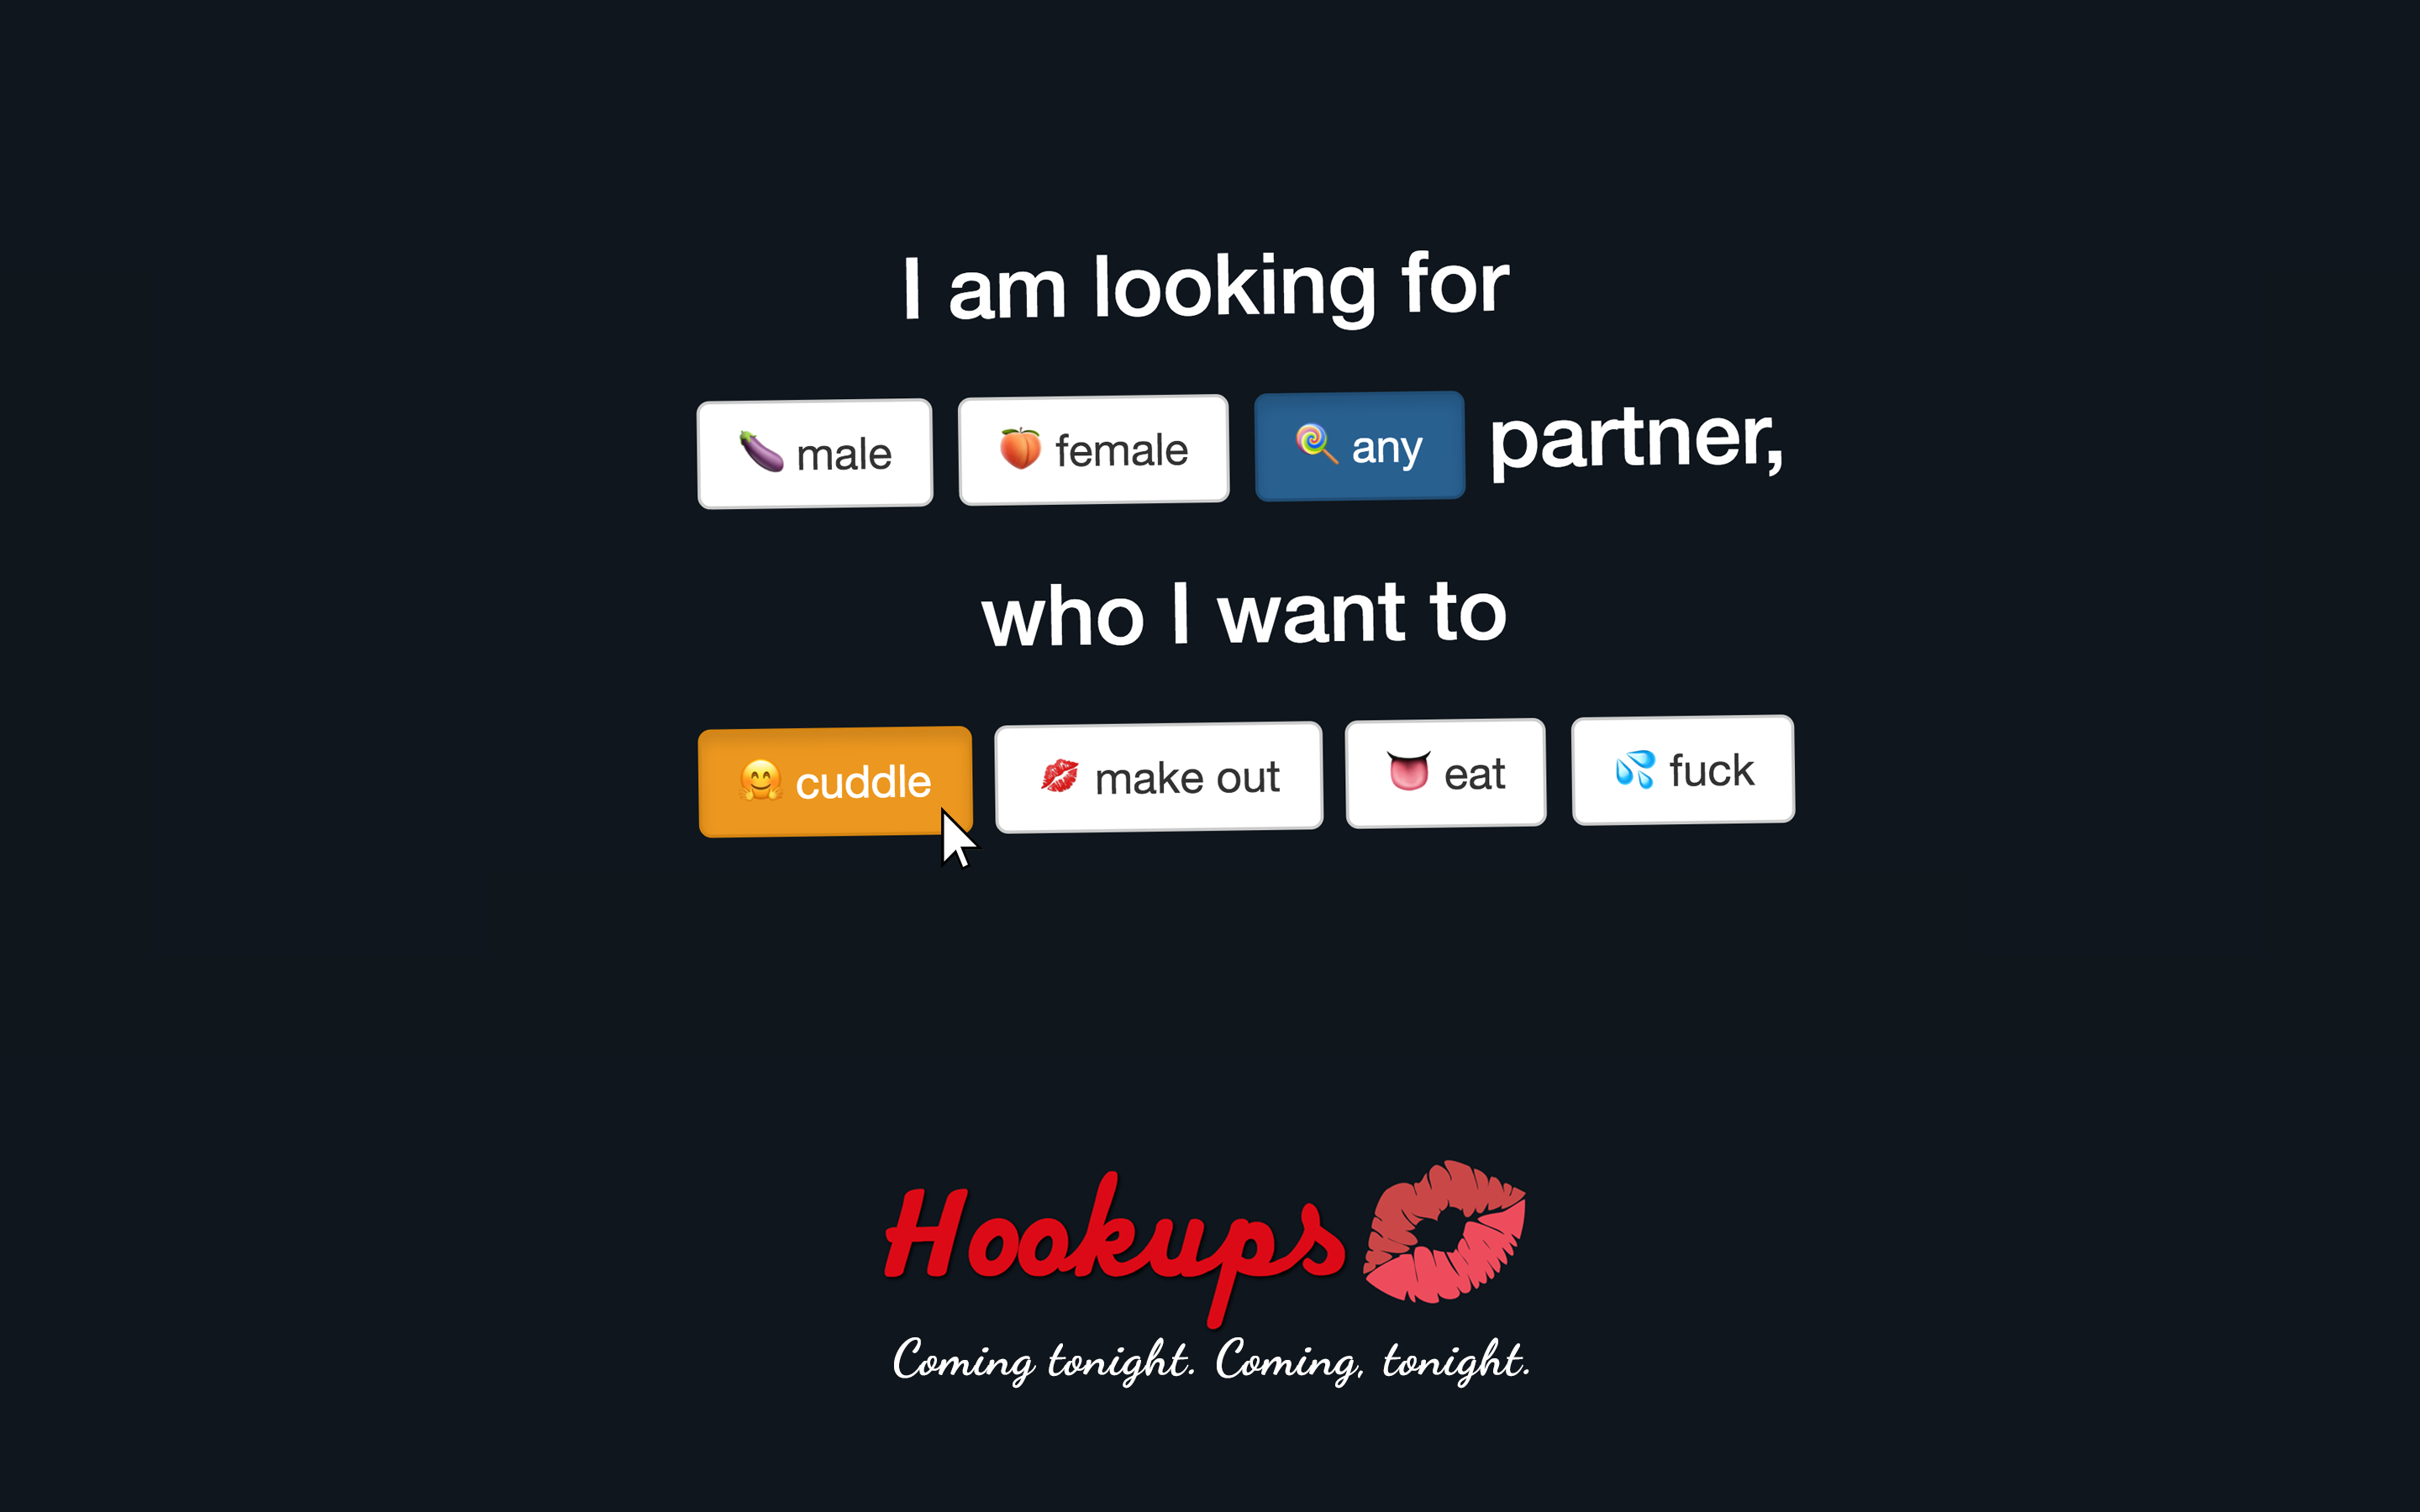 I am looking for
🍆 male 🍑 female 🍭 any partner,
who I want to
🤗 cuddle 💋 make out 👅 eat 💦 fuck
Hookups
Coming tonight. Coming, tonight.